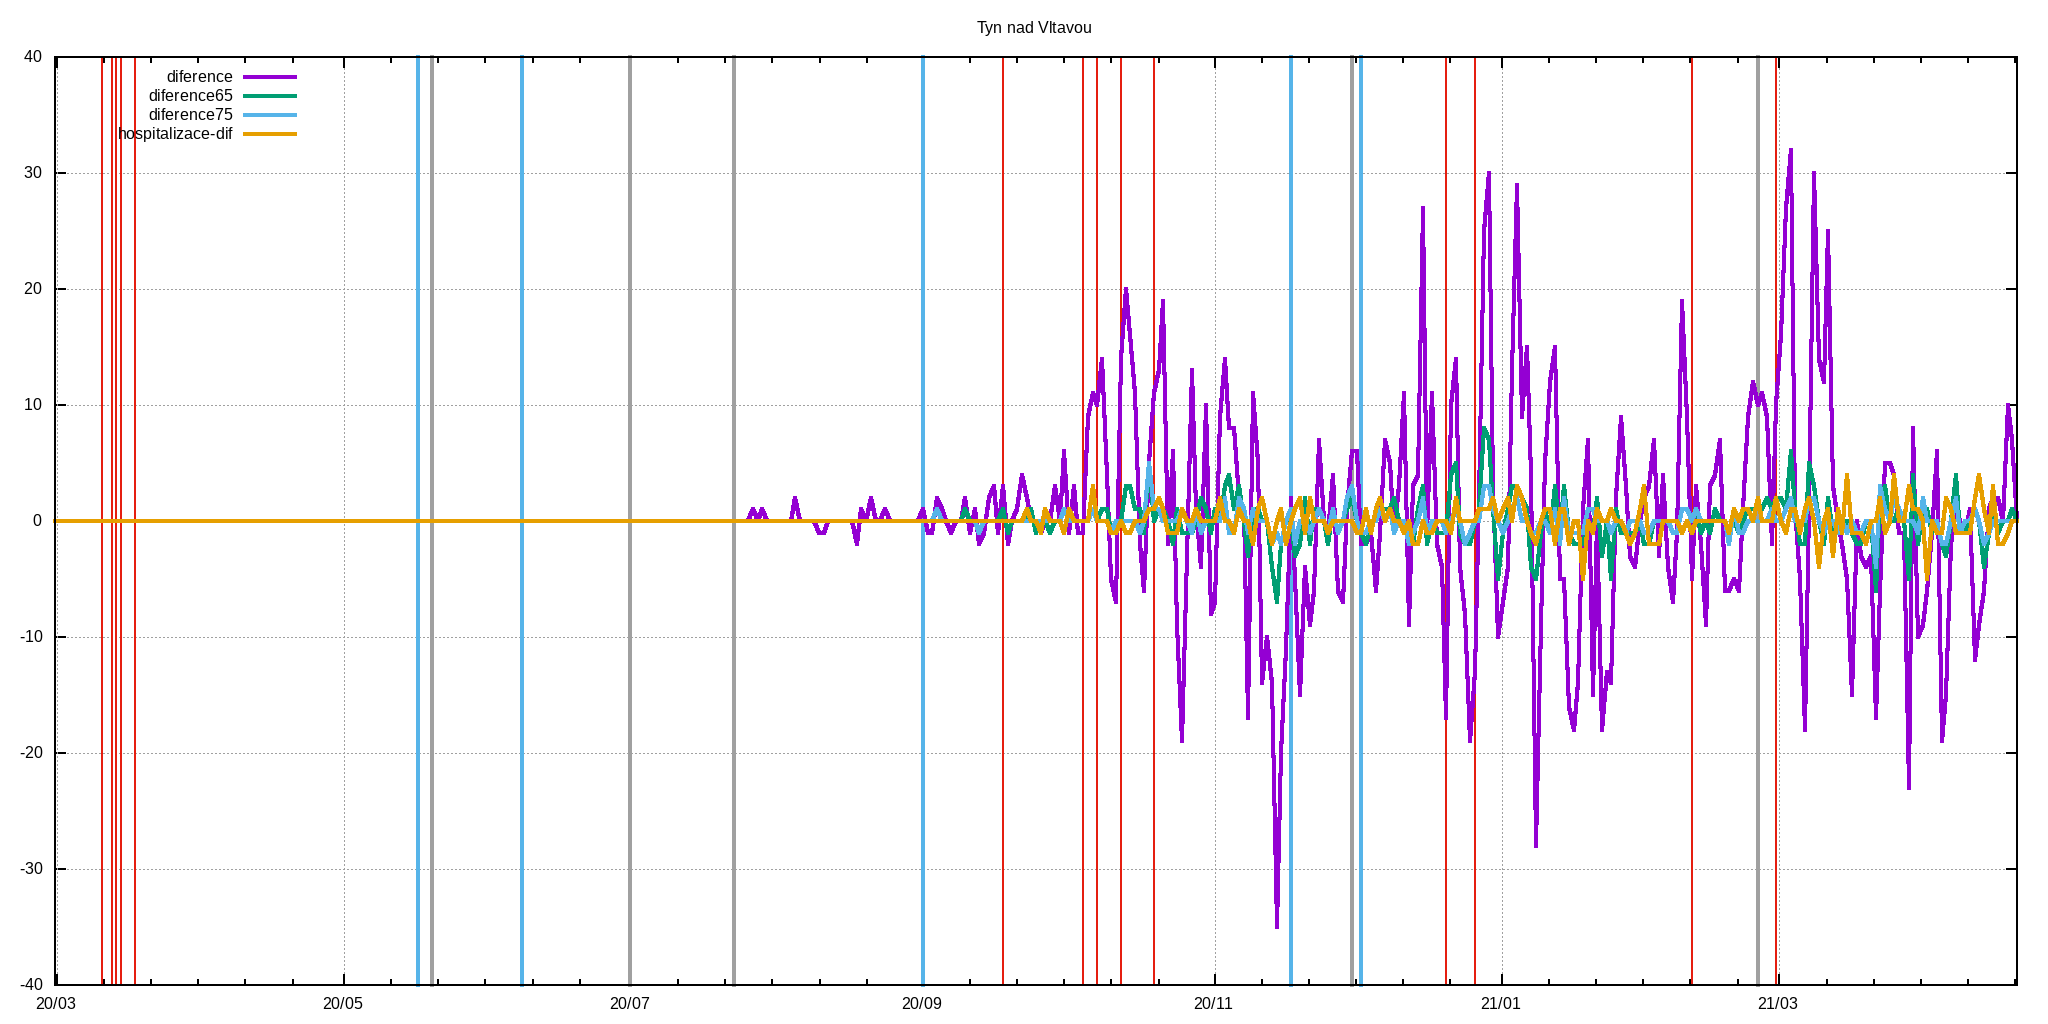 Tyn nad Vltavou
diference
diference65
diference75
hospitalizace-dif
40
30
20
10
0
-10
-20
-30
-40
20/03 20/05 20/07 20/09 20/11 21/01 21/03